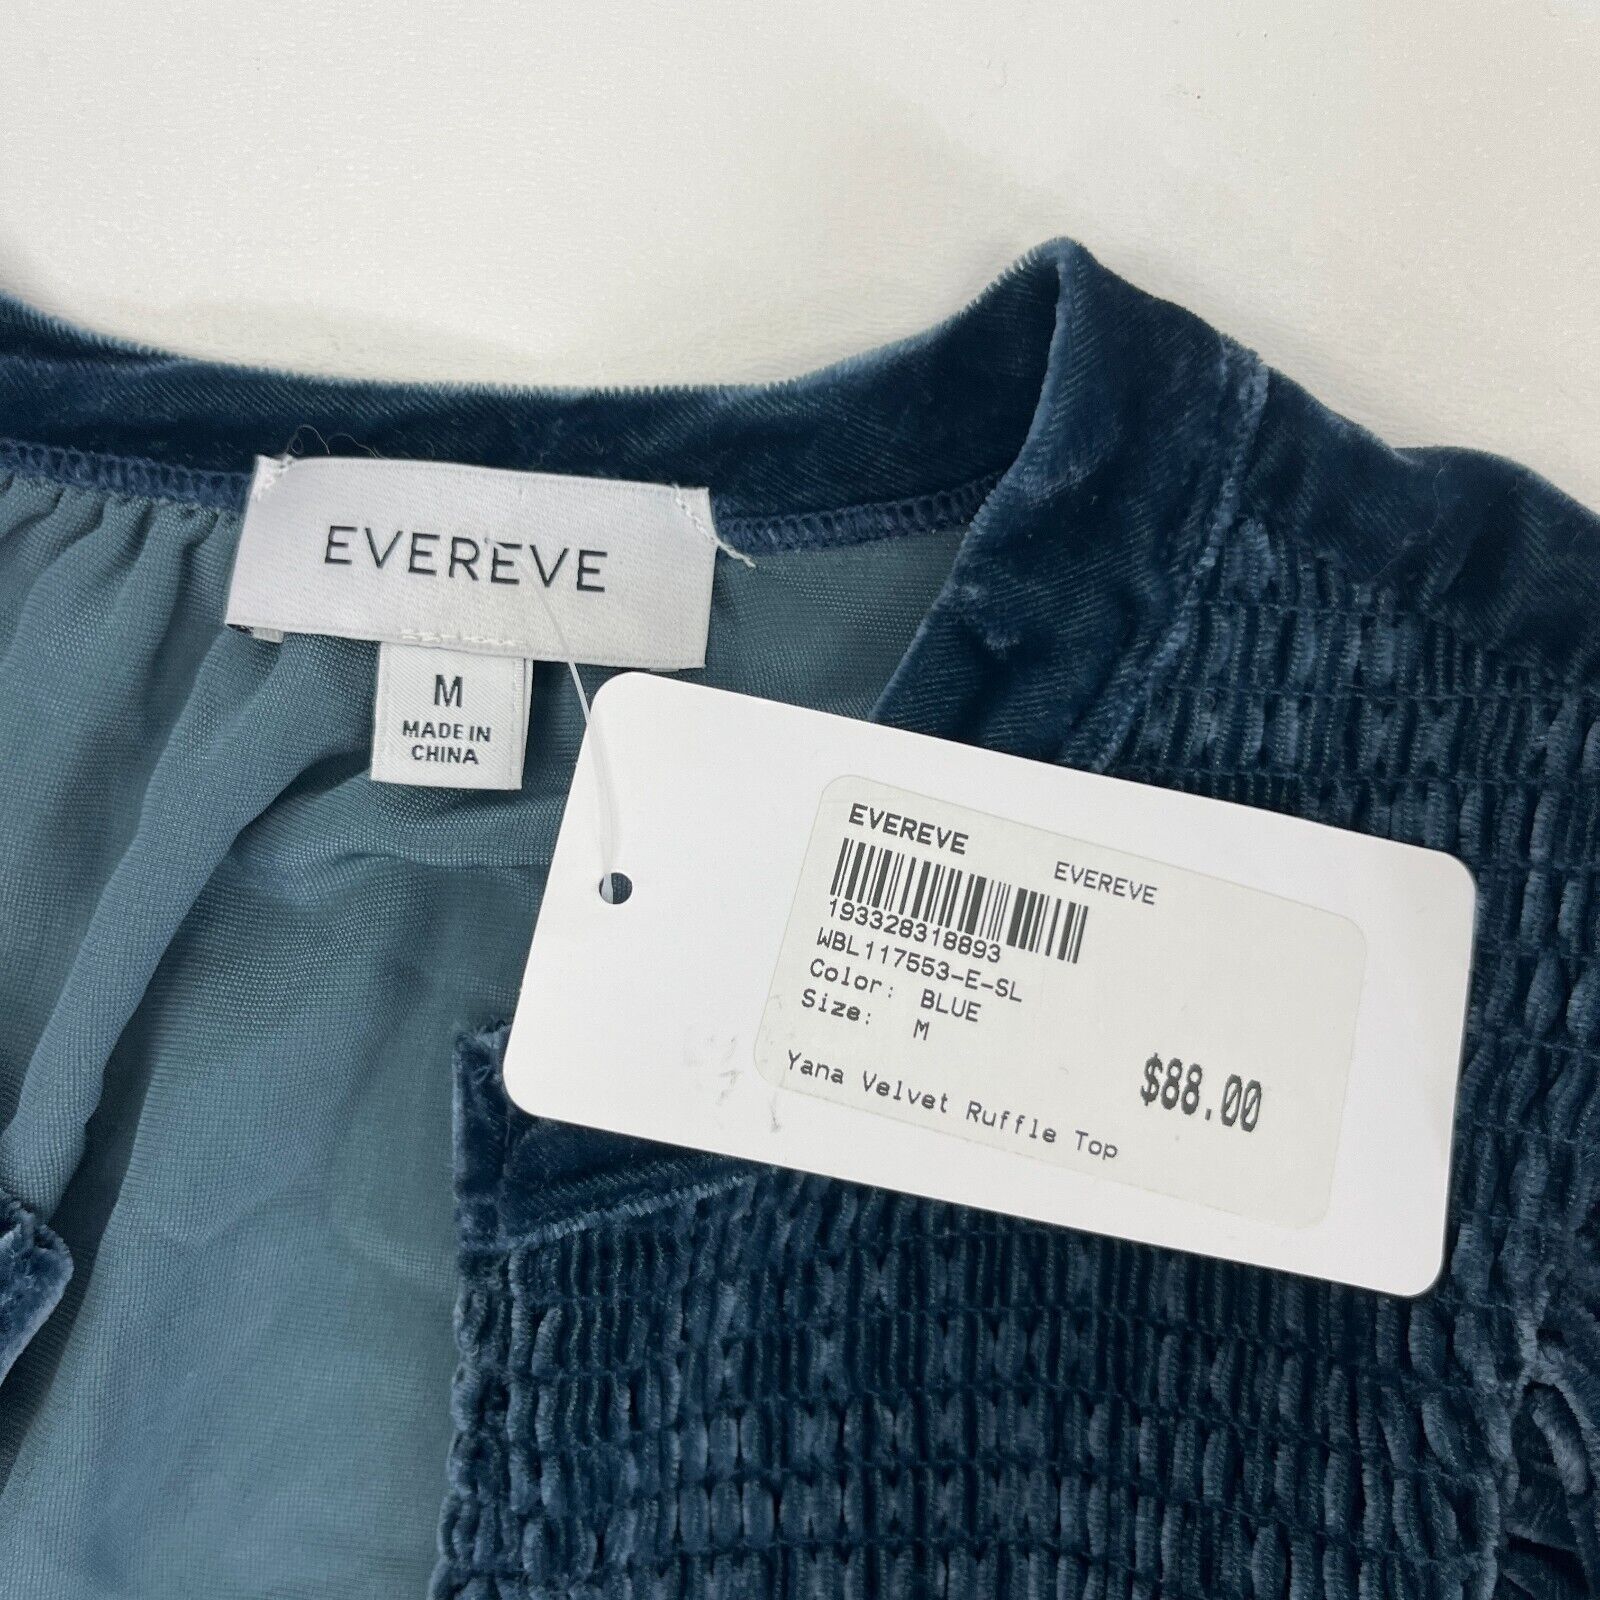 EVEREVE
M
MADE IN
CHINA
EVEREVE
EVEREVE
193328318893
WBL117553-E-SL
Color: BLUE
Size: M
$88.00
Yana Velvet Ruffle Top